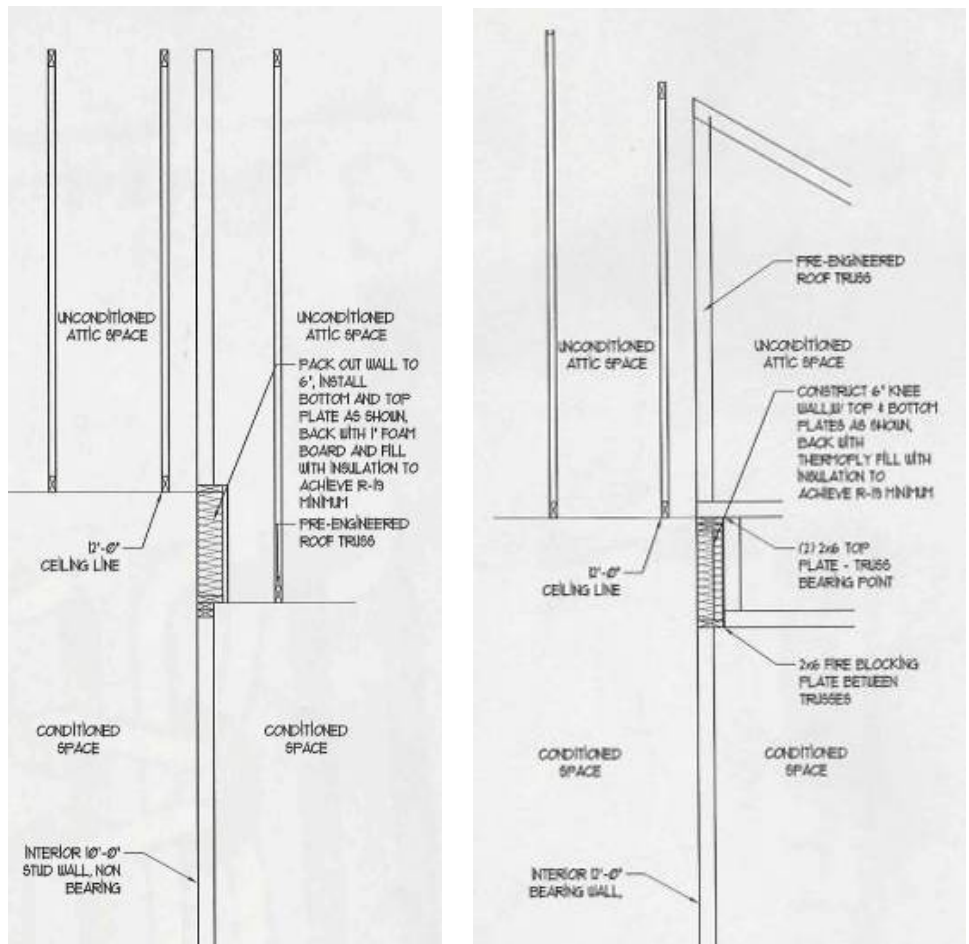 UNCONDITIONED
ATTIC SPACE
UNCONDITIONED
ATTIC SPACE
PACK OUT WALL TO
6", INSTALL
BOTTOM AND TOP
PLATE AS SHOWN,
BACK WITH 1" FOAM
BOARD AND FILL
WITH INSULATION TO
ACHIEVE R-19
MINIMUM
PRE-ENGINEERED
ROOF TRUSS
12'-0"
CEILING LINE
CONDITIONED
SPACE
CONDITIONED
SPACE
INTERIOR 10'-0"
STUD WALL, NON
BEARING
PRE-ENGINEERED
ROOF TRUSS
UNCONDITIONED
ATTIC SPACE
UNCONDITIONED
ATTIC SPACE
CONSTRUCT 6" KNEE
WALL W/ TOP & BOTTOM
PLATES AS SHOWN,
BACK WITH
THERMOPLY FILL WITH
INSULATION TO
ACHIEVE R-19 MINIMUM
12'-0"
CEILING LINE
(2) 2x6 TOP
PLATE - TRUSS
BEARING POINT
2x6 FIRE BLOCKING
PLATE BETWEEN
TRUSSES
CONDITIONED
SPACE
CONDITIONED
SPACE
INTERIOR 12'-0"
BEARING WALL,